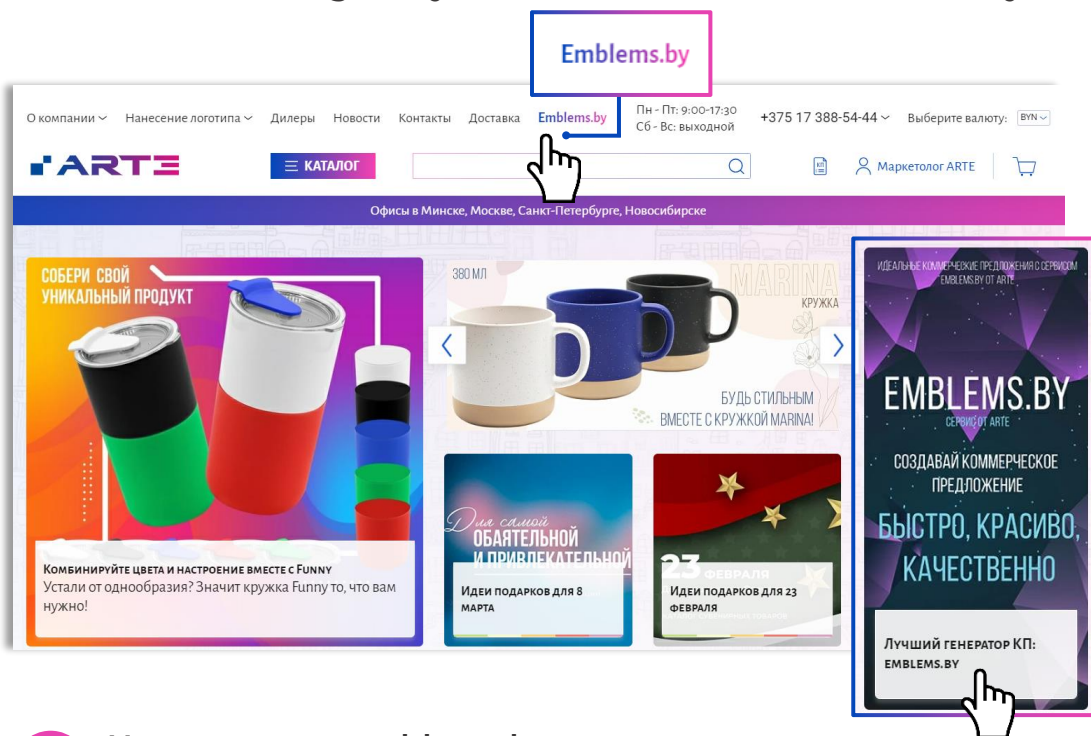 Emblems.by
О компании
Нанесение логотипа
Дилеры
Новости
Контакты
Доставка
Emblems.by
Пн - Пт: 9:00-17:30
Сб - Вс: выходной
+375 17 388-54-44
Выберите валюту:
BYN
ARTE
КАТАЛОГ
КП
Маркетолог ARTE
Офисы в Минске, Москве, Санкт-Петербурге, Новосибирске
СОБЕРИ СВОЙ
УНИКАЛЬНЫЙ ПРОДУКТ
Комбинируйте цвета и настроение вместе с Funny
Устали от однообразия? Значит кружка Funny то, что вам
нужно!
380 МЛ
MARINA
КРУЖКА
БУДЬ СТИЛЬНЫМ
ВМЕСТЕ С КРУЖКОЙ MARINA!
Для самой
ОБАЯТЕЛЬНОЙ
И ПРИВЛЕКАТЕЛЬНОЙ
Идеи подарков для 8
марта
23 ФЕВРАЛЯ
Идеи подарков для 23
февраля
ИДЕАЛЬНЫЕ КОММЕРЧЕСКИЕ ПРЕДЛОЖЕНИЯ С СЕРВИСОМ
EMBLEMS.BY ОТ ARTE
EMBLEMS.BY
СЕРВИС ОТ ARTE
СОЗДАВАЙ КОММЕРЧЕСКОЕ
ПРЕДЛОЖЕНИЕ
БЫСТРО, КРАСИВО,
КАЧЕСТВЕННО
Лучший генератор КП:
emblems.by